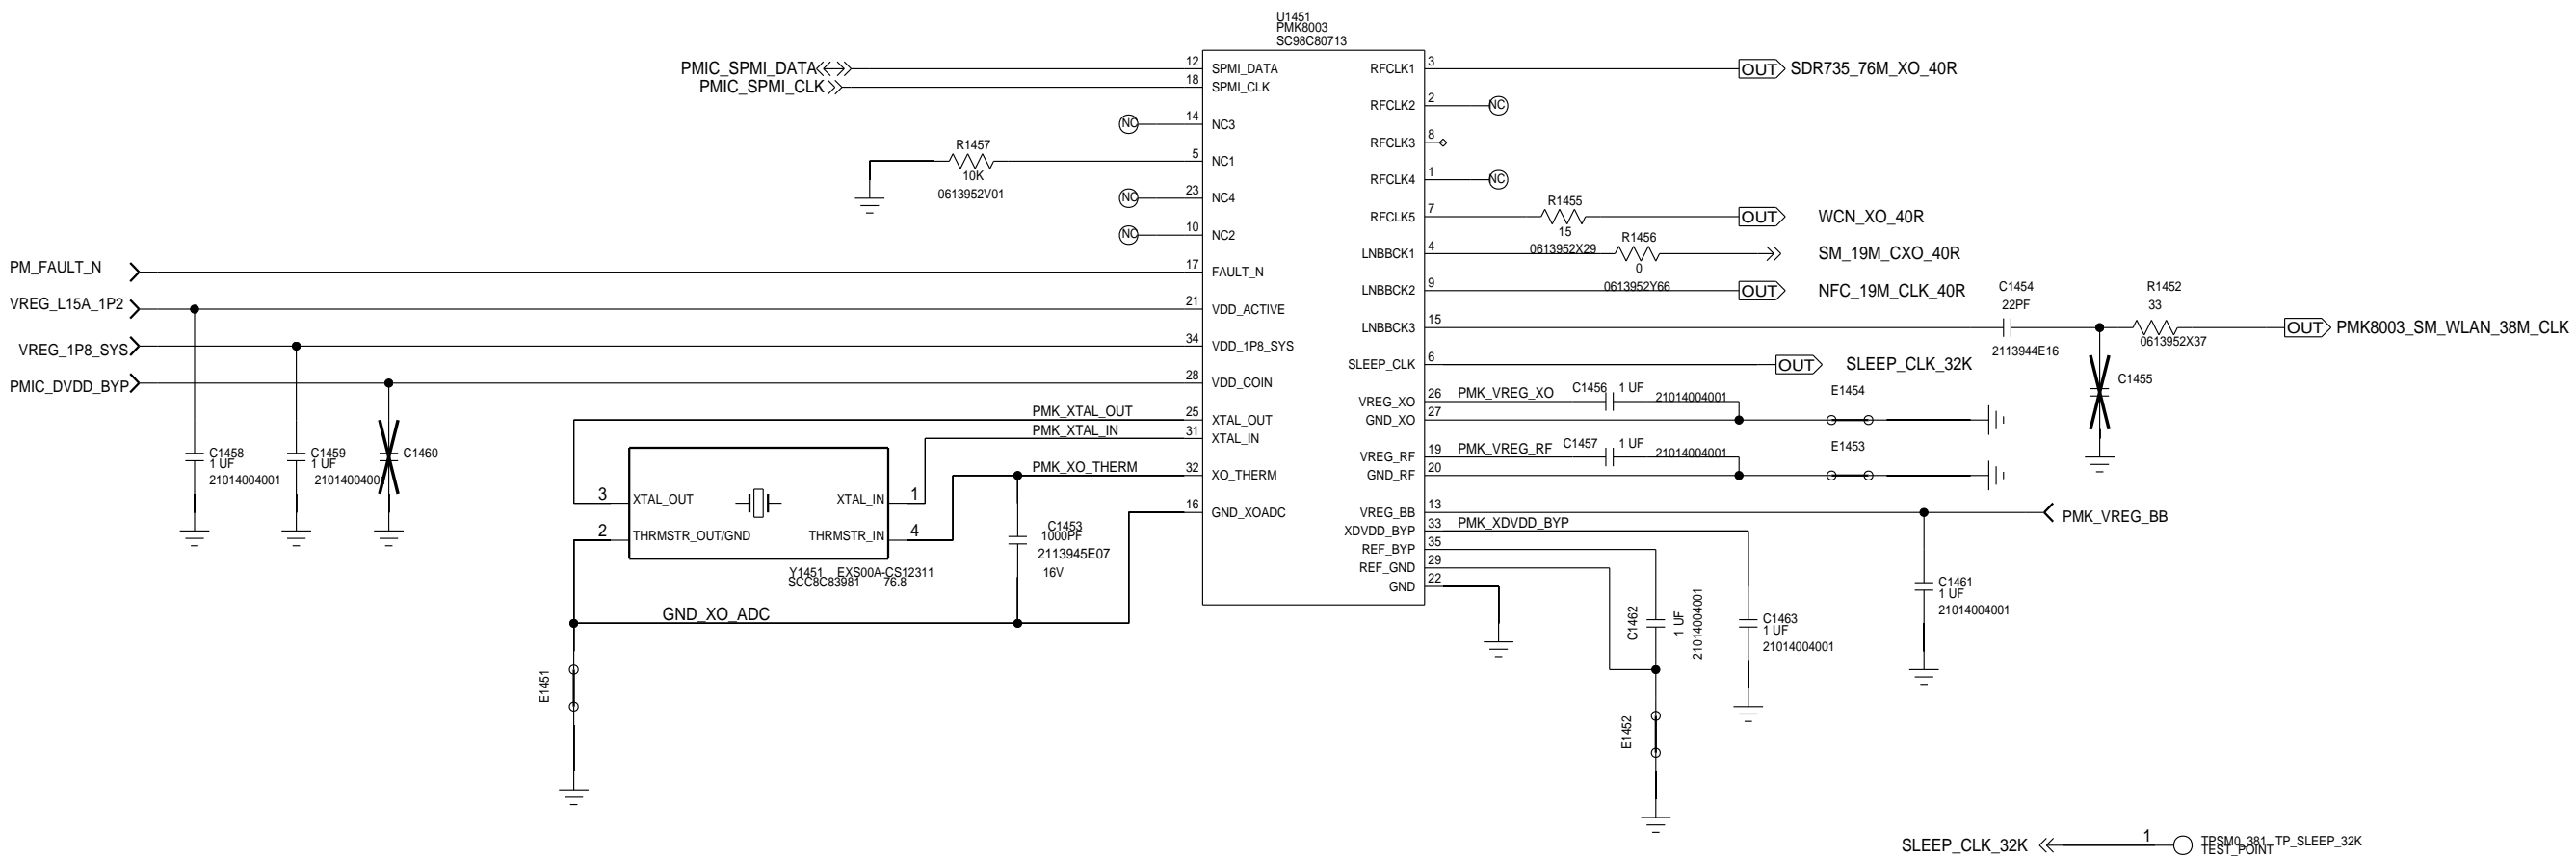 U1451
PMK8003
SC98C80713
PMIC_SPMI_DATA
12
SPMI_DATA
RFCLK1
3
OUT
SDR735_76M_XO_40R
PMIC_SPMI_CLK
18
SPMI_CLK
RFCLK2
2
NC
NC
14
NC3
RFCLK3
8
R1457
10K
0613952V01
5
NC1
RFCLK4
1
NC
NC
23
NC4
RFCLK5
7
R1455
15
0613952X29
OUT
WCN_XO_40R
NC
10
NC2
LNBBCK1
4
R1456
0
0613952Y66
SM_19M_CXO_40R
PM_FAULT_N
17
FAULT_N
LNBBCK2
9
OUT
NFC_19M_CLK_40R
VREG_L15A_1P2
21
VDD_ACTIVE
LNBBCK3
15
C1454
22PF
2113944E16
R1452
33
0613952X37
OUT
PMK8003_SM_WLAN_38M_CLK
VREG_1P8_SYS
34
VDD_1P8_SYS
SLEEP_CLK
6
OUT
SLEEP_CLK_32K
C1455
PMIC_DVDD_BYP
28
VDD_COIN
VREG_XO
26
PMK_VREG_XO
C1456
1 UF
21014004001
E1454
PMK_XTAL_OUT
25
XTAL_OUT
GND_XO
27
PMK_XTAL_IN
31
XTAL_IN
VREG_RF
19
PMK_VREG_RF
C1457
1 UF
21014004001
E1453
PMK_XO_THERM
32
XO_THERM
GND_RF
20
16
GND_XOADC
VREG_BB
13
PMK_VREG_BB
XDVDD_BYP
33
PMK_XDVDD_BYP
REF_BYP
35
REF_GND
29
GND
22
C1458
1 UF
21014004001
C1459
1 UF
2101400400
C1460
3
XTAL_OUT
XTAL_IN
1
2
THRMSTR_OUT/GND
THRMSTR_IN
4
Y1451
EXS00A-CS12311
SCC8C83981
76.8
C1453
1000PF
2113945E07
16V
GND_XO_ADC
E1451
C1462
1 UF
21014004001
C1463
1 UF
21014004001
C1461
1 UF
21014004001
E1452
SLEEP_CLK_32K
1
TPSM0_381
TP_SLEEP_32K
TEST_POINT